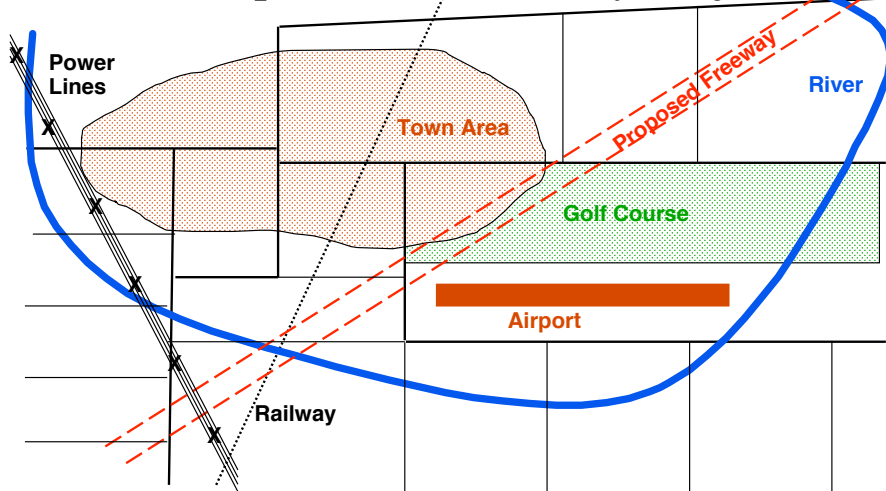 Power
Lines
Town Area
Proposed Freeway
River
Golf Course
Airport
Railway
X
X
X
X
X
X